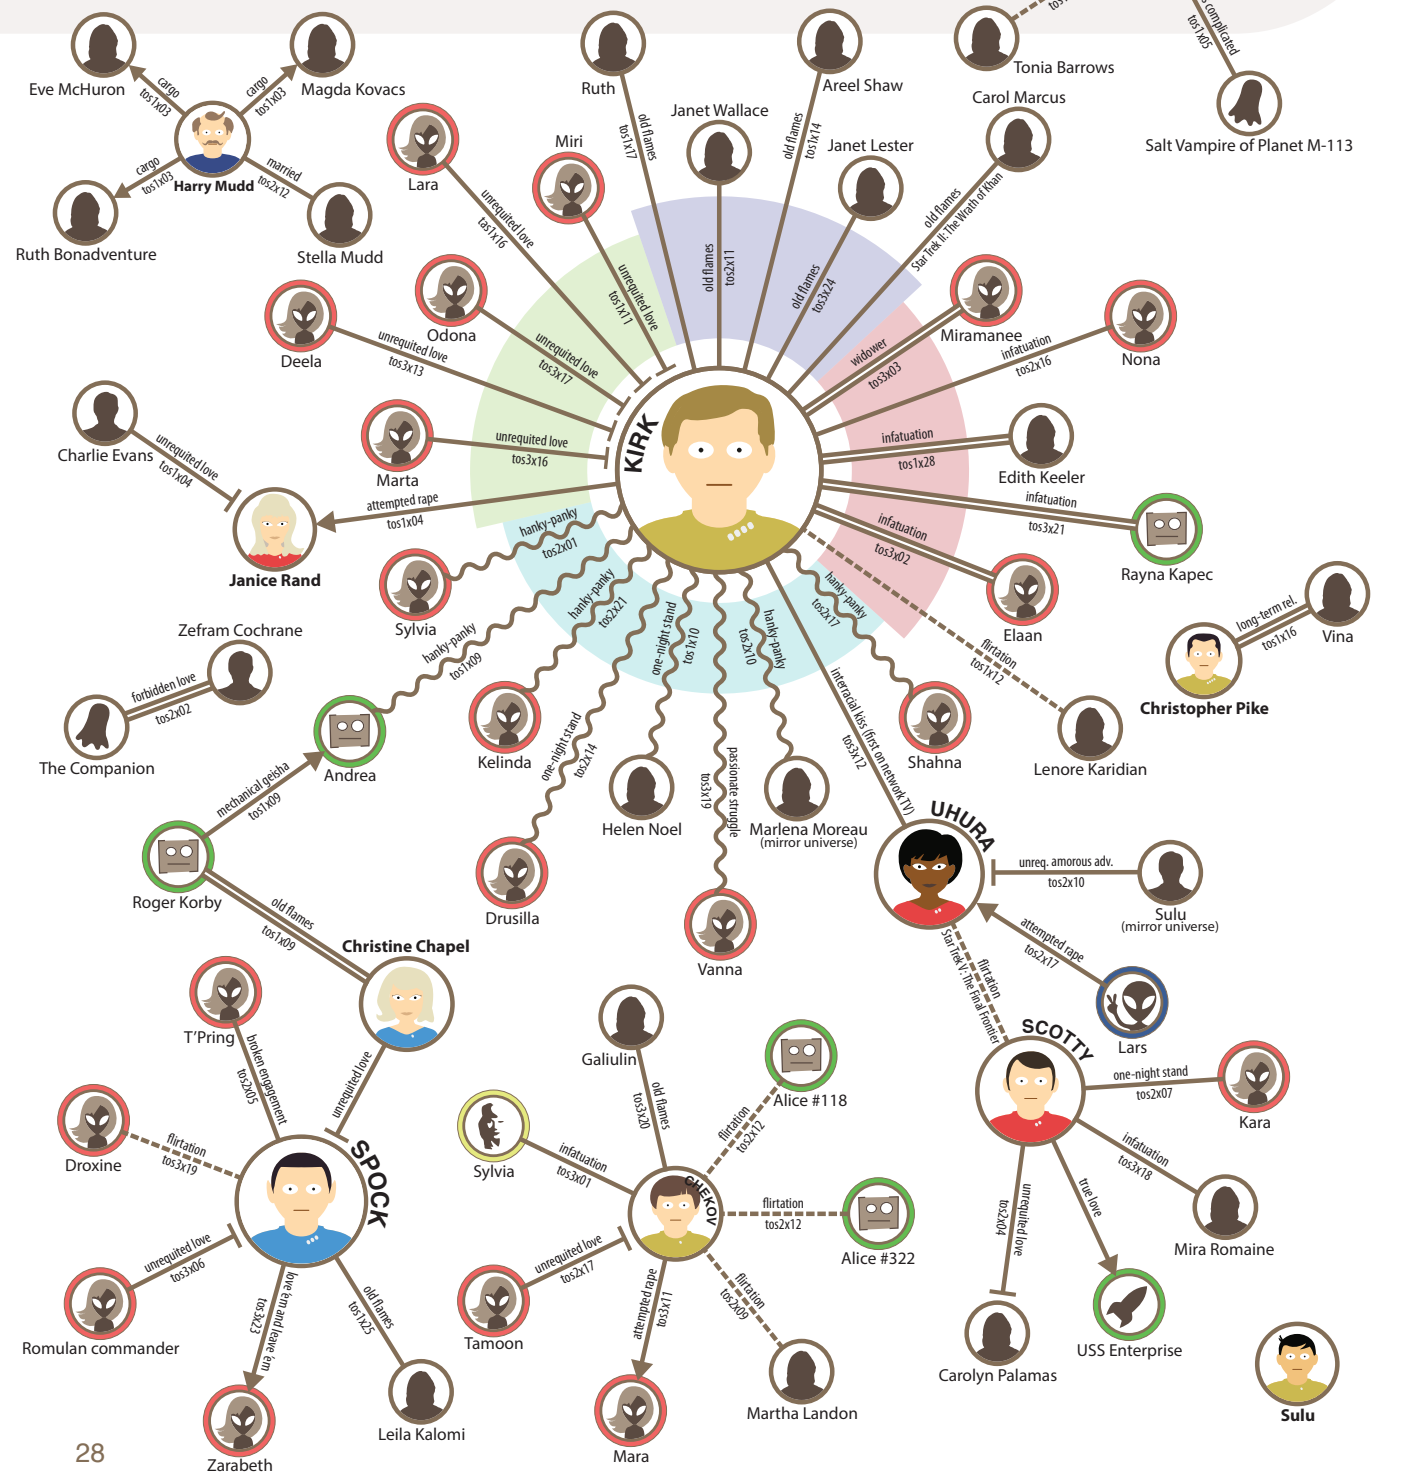 complicated
tos1x05
Eve McHuron
cargo
tos1x03
cargo
tos1x03
Magda Kovacs
Harry Mudd
cargo
tos1x03
married
tos2x12
Ruth Bonadventure
Stella Mudd
Ruth
old flames
tos1x17
Janet Wallace
old flames
tos2x11
Areel Shaw
old flames
tos1x14
Janet Lester
old flames
tos3x24
Tonia Barrows
Carol Marcus
old flames
Star Trek II: The Wrath of Khan
Salt Vampire of Planet M-113
Lara
unrequited love
tas1x16
Miri
unrequited love
tos1x11
Odona
unrequited love
tos3x17
Deela
unrequited love
tos3x13
Marta
unrequited love
tos3x16
Miramanee
widower
tos3x03
Nona
infatuation
tos2x16
KIRK
infatuation
tos1x28
Edith Keeler
infatuation
tos3x21
Rayna Kapec
infatuation
tos3x02
Elaan
Charlie Evans
unrequited love
tos1x04
attempted rape
tos1x04
Janice Rand
hanky-panky
tos2x01
Sylvia
hanky-panky
tos1x09
hanky-panky
tos2x21
Kelinda
one-night stand
tos2x14
Drusilla
one-night stand
tos1x10
Helen Noel
passionate struggle
tos3x19
Vanna
hanky-panky
tos2x10
Marlena Moreau
(mirror universe)
interracial kiss (first on network TV)
tos3x12
hanky-panky
tos2x17
Shahna
flirtation
tos1x12
Lenore Karidian
long-term rel.
tos1x16
Vina
Christopher Pike
Zefram Cochrane
forbidden love
tos2x02
The Companion
Andrea
mechanical geisha
tos1x09
Roger Korby
old flames
tos1x09
Christine Chapel
UHURA
unreq. amorous adv.
tos2x10
Sulu
(mirror universe)
attempted rape
tos2x17
Lars
flirtation
Star Trek V: The Final Frontier
SCOTTY
one-night stand
tos2x07
Kara
infatuation
tos3x18
Mira Romaine
true love
USS Enterprise
unrequited love
tos2x04
Carolyn Palamas
Sulu
T'Pring
broken engagement
tos2x05
unrequited love
Droxine
flirtation
tos3x19
SPOCK
unrequited love
tos3x06
Romulan commander
love 'em and leave 'em
tos3x23
Zarabeth
old flames
tos1x25
Leila Kalomi
Galiulin
old flames
tos3x20
Alice #118
flirtation
tos2x12
Sylvia
infatuation
tos3x01
CHEKOV
flirtation
tos2x12
Alice #322
unrequited love
tos2x17
Tamoon
attempted rape
tos3x11
Mara
flirtation
tos2x09
Martha Landon
28